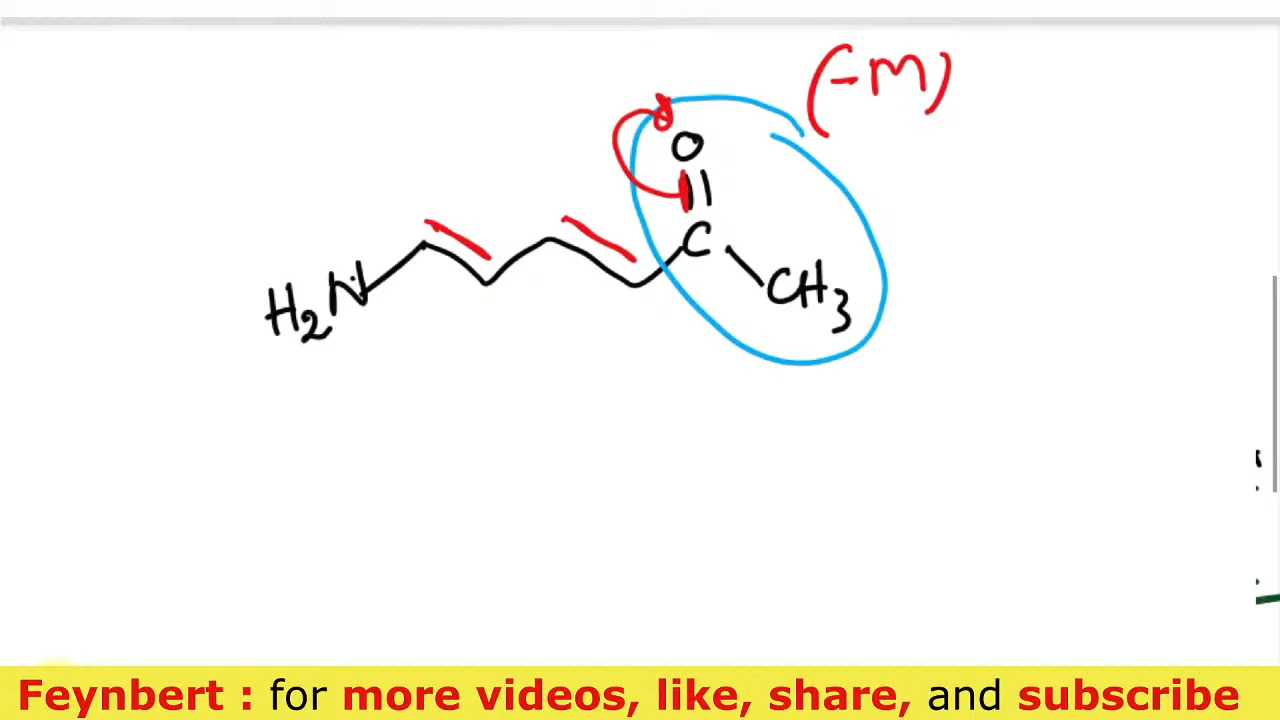 (-M)
O
C
H2N
CH3
Feynbert : for more videos, like, share, and subscribe